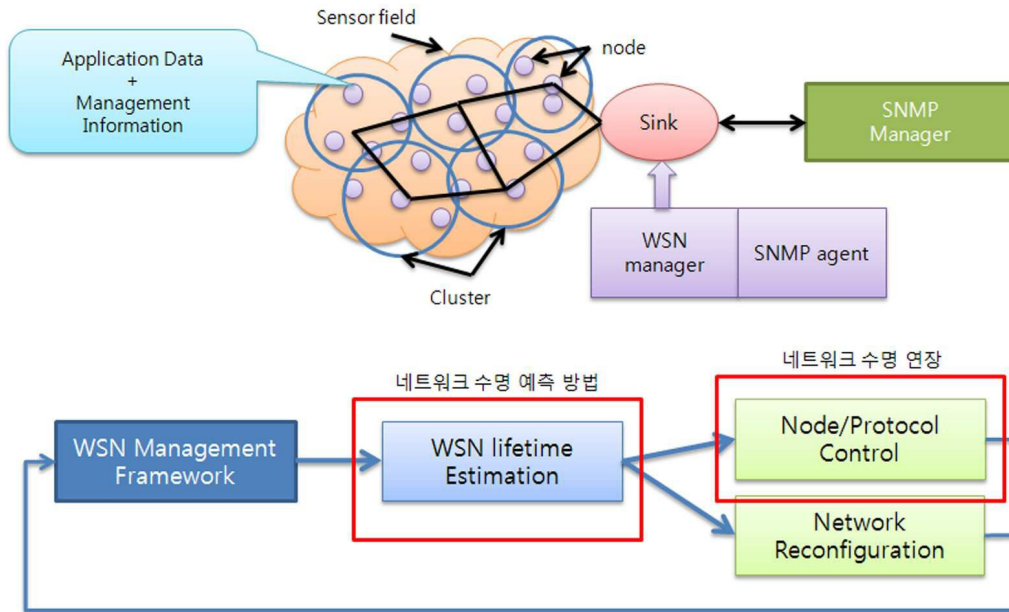 Sensor field
node
Application Data
+
Management
Information
Sink
SNMP
Manager
WSN
manager
SNMP agent
Cluster
네트워크 수명 예측 방법
네트워크 수명 연장
WSN Management
Framework
WSN lifetime
Estimation
Node/Protocol
Control
Network
Reconfiguration